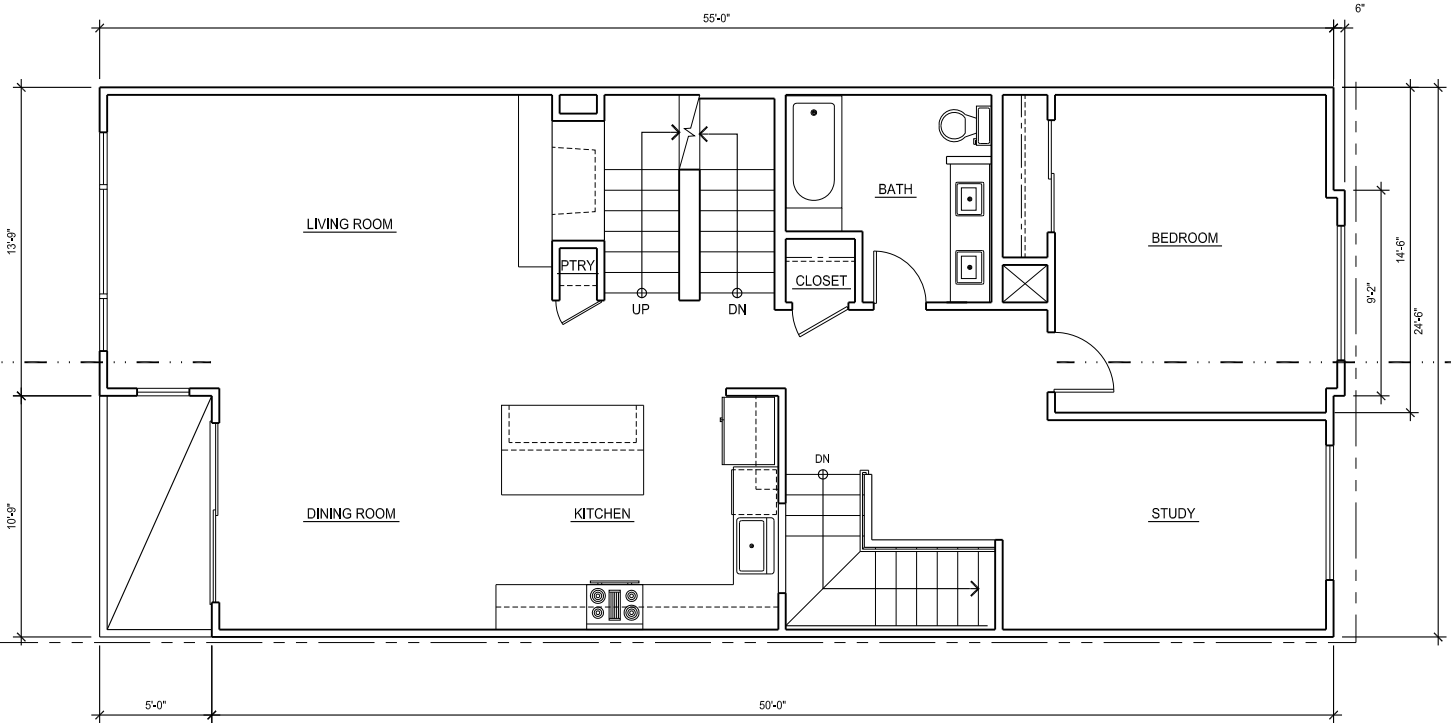 6"
55'-0"
LIVING ROOM
BATH
BEDROOM
PTRY
CLOSET
UP
DN
13'-9"
14'-6"
9'-2"
24'-6"
DN
DINING ROOM
KITCHEN
STUDY
10'-9"
5'-0"
50'-0"